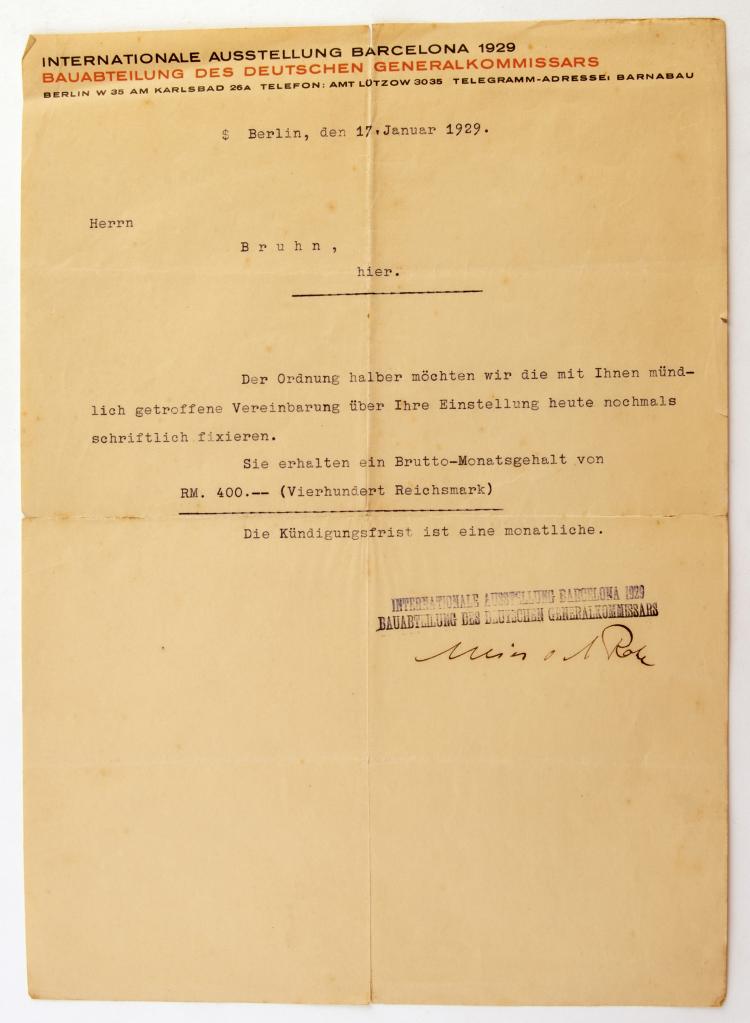 INTERNATIONALE AUSSTELLUNG BARCELONA 1929
BAUABTEILUNG DES DEUTSCHEN GENERALKOMMISSARS
BERLIN W 35 AM KARLSBAD 26A TELEFON: AMT LÜTZOW 3035 TELEGRAMM-ADRESSE: BARNABAU
$ Berlin, den 17.Januar 1929.
Herrn
B r u h n ,
hier.
Der Ordnung halber möchten wir die mit Ihnen münd-
lich getroffene Vereinbarung über Ihre Einstellung heute nochmals
schriftlich fixieren.
Sie erhalten ein Brutto-Monatsgehalt von
RM. 400.-- (Vierhundert Reichsmark)
Die Kündigungsfrist ist eine monatliche.
INTERNATIONALE AUSSTELLUNG BARCELONA 1929
BAUABTEILUNG DES DEUTSCHEN GENERALKOMMISSARS
Mies v d Rohe